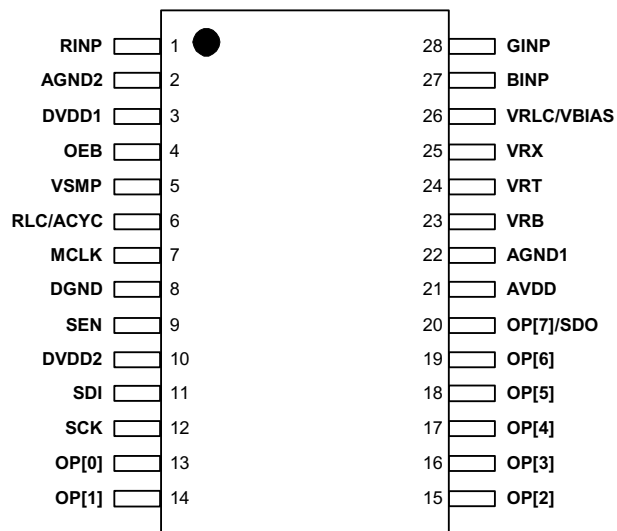 RINP 1 28 GINP
AGND2 2 27 BINP
DVDD1 3 26 VRLC/VBIAS
OEB 4 25 VRX
VSMP 5 24 VRT
RLC/ACYC 6 23 VRB
MCLK 7 22 AGND1
DGND 8 21 AVDD
SEN 9 20 OP[7]/SDO
DVDD2 10 19 OP[6]
SDI 11 18 OP[5]
SCK 12 17 OP[4]
OP[0] 13 16 OP[3]
OP[1] 14 15 OP[2]